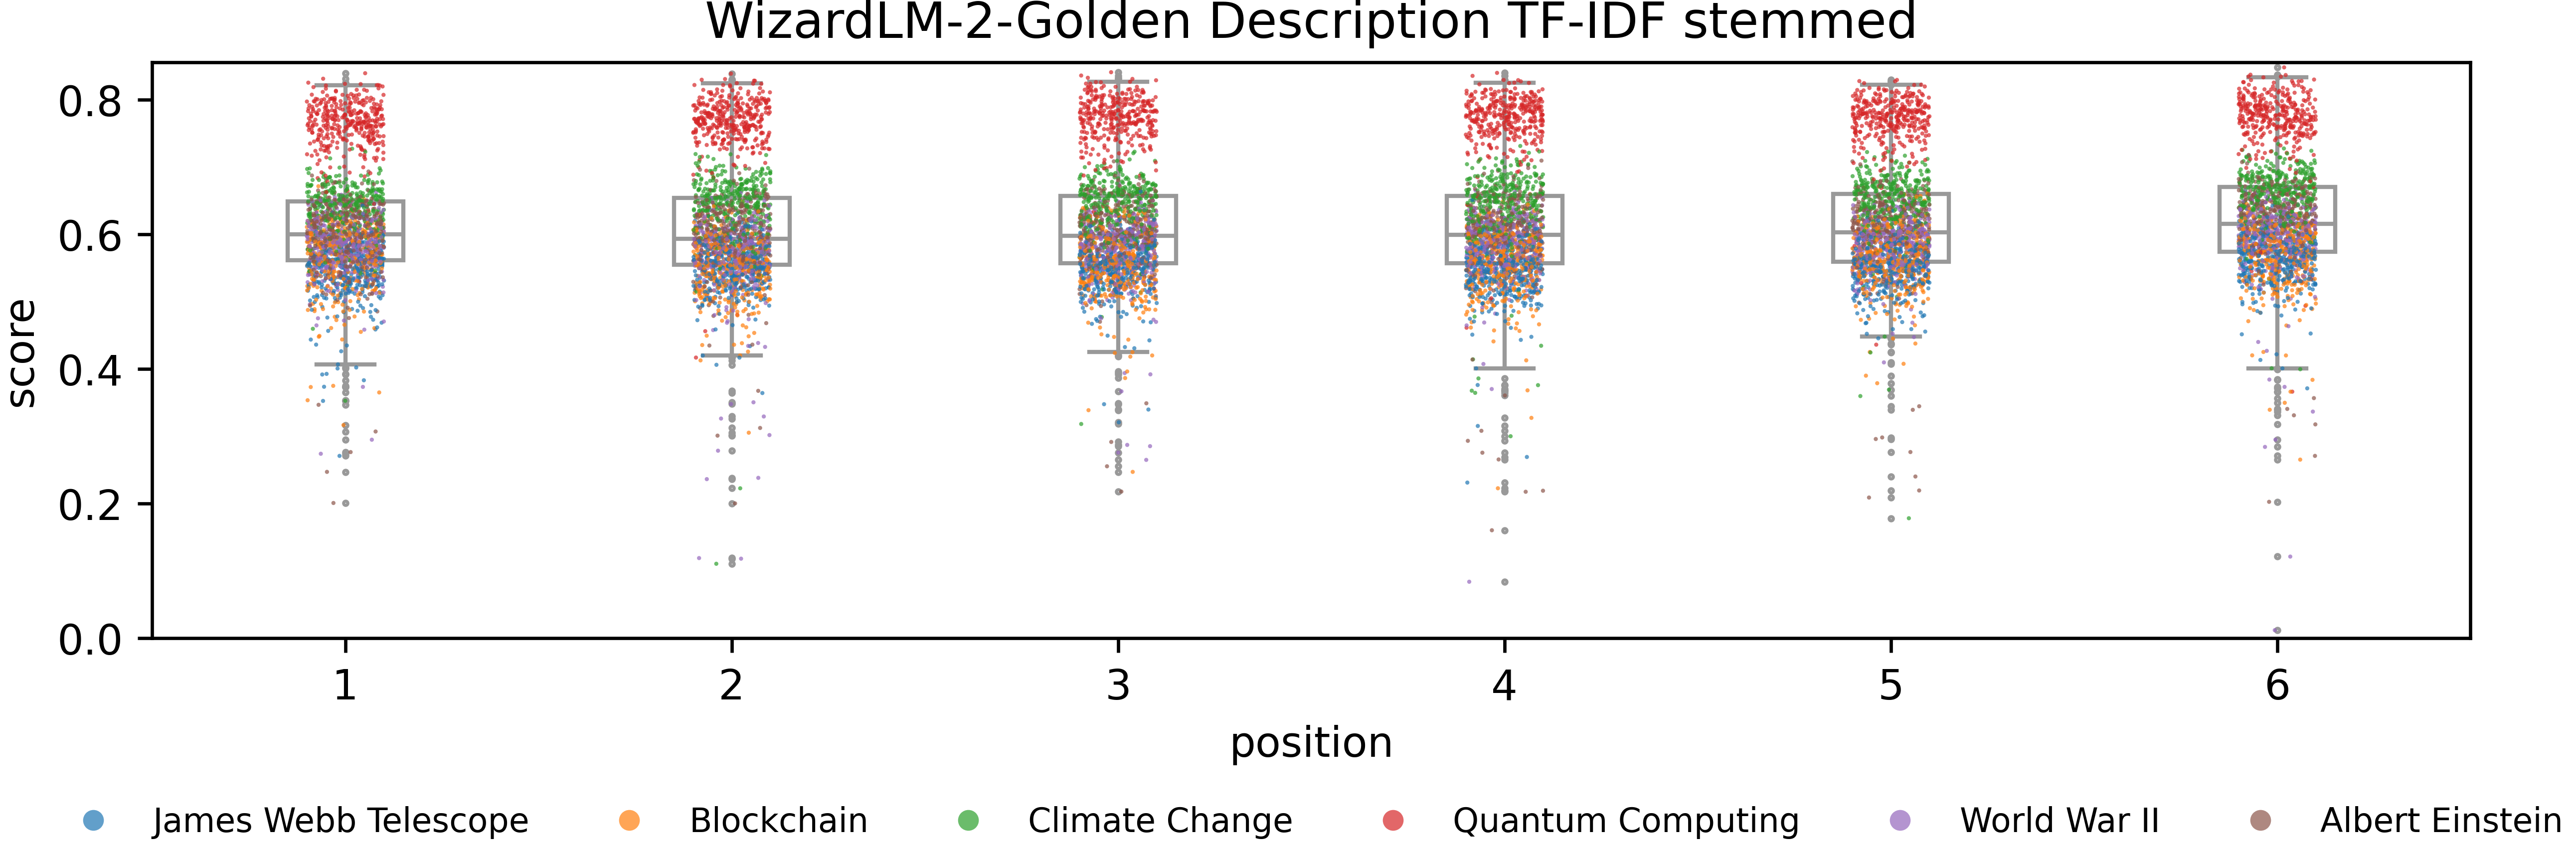 WizardLM-2-Golden Description TF-IDF stemmed
score
0.8
0.6
0.4
0.2
0.0
1 2 3 4 5 6
position
James Webb Telescope Blockchain Climate Change Quantum Computing World War II Albert Einstein